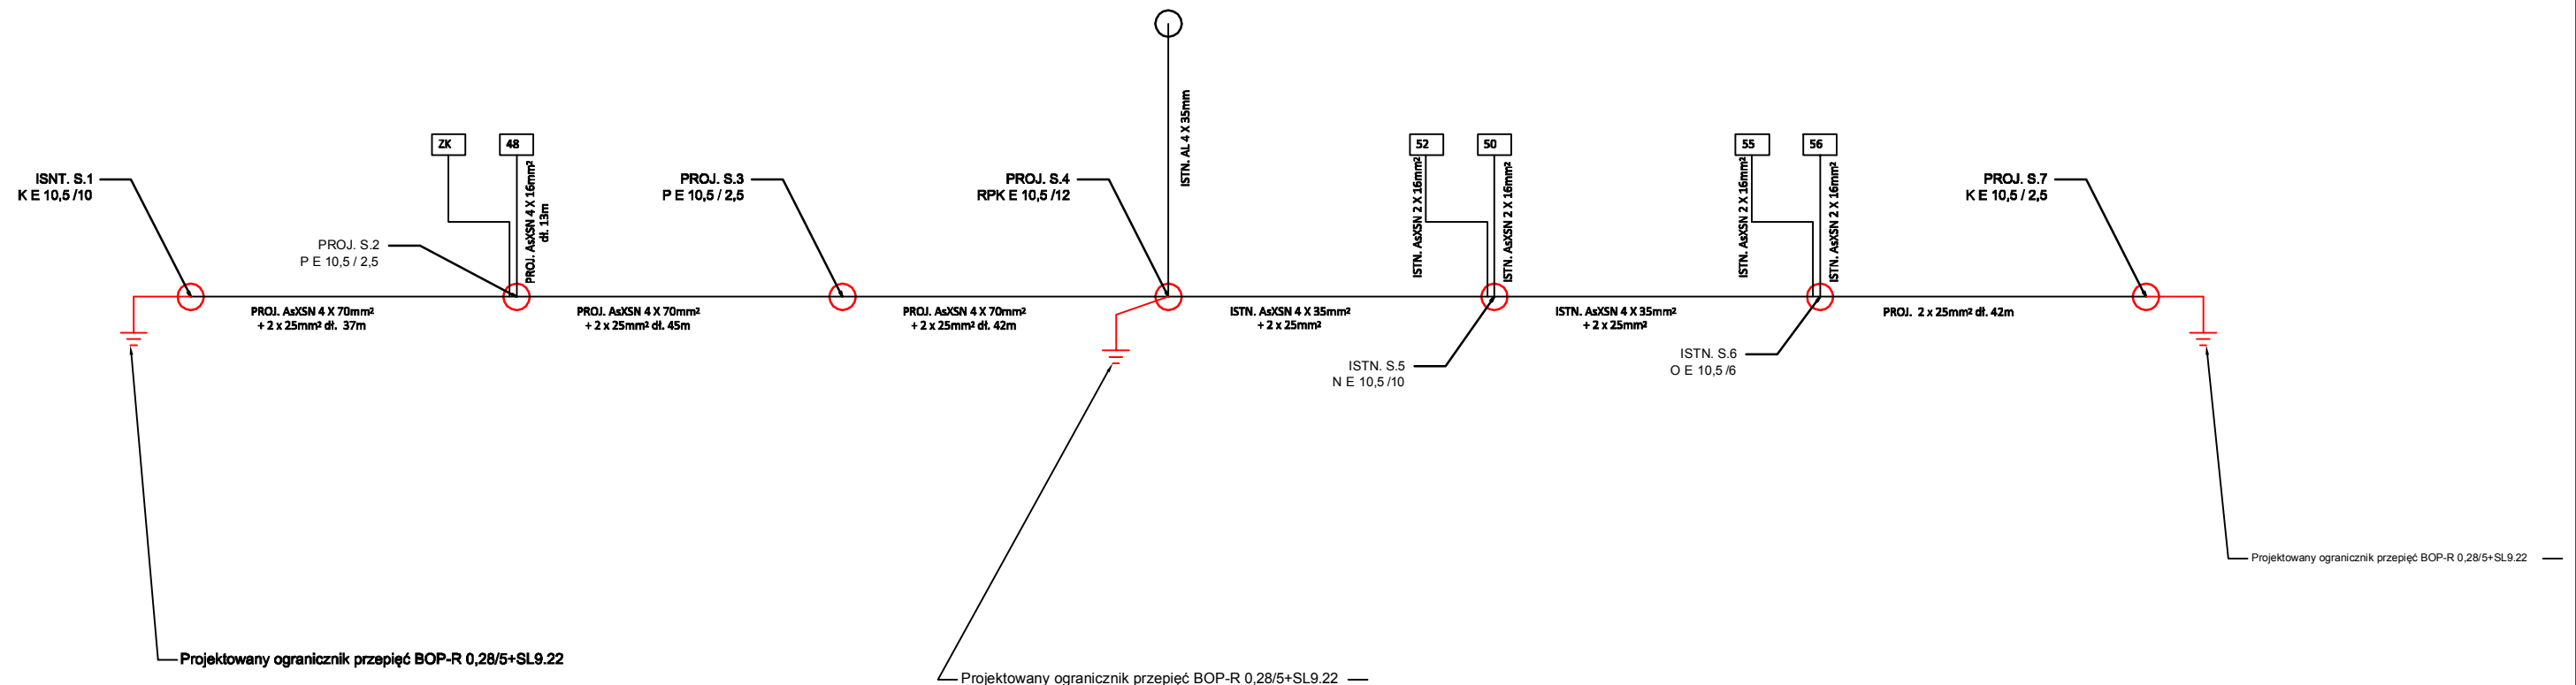 ISTN. AL 4 X 35mm
ZK
48
52
50
55
56
ISNT. S.1
K E 10,5 /10
PROJ. S.2
P E 10,5 / 2,5
PROJ. AsXSN 4 X 16mm²
dł. 13m
PROJ. S.3
P E 10,5 / 2,5
PROJ. S.4
RPK E 10,5 /12
ISTN. AsXSN 2 X 16mm²
ISTN. AsXSN 2 X 16mm²
ISTN. AsXSN 2 X 16mm²
ISTN. AsXSN 2 X 16mm²
PROJ. S.7
K E 10,5 / 2,5
PROJ. AsXSN 4 X 70mm²
+ 2 x 25mm² dł. 37m
PROJ. AsXSN 4 X 70mm²
+ 2 x 25mm² dł. 45m
PROJ. AsXSN 4 X 70mm²
+ 2 x 25mm² dł. 42m
ISTN. AsXSN 4 X 35mm²
+ 2 x 25mm²
ISTN. AsXSN 4 X 35mm²
+ 2 x 25mm²
PROJ. 2 x 25mm² dł. 42m
ISTN. S.5
N E 10,5 /10
ISTN. S.6
O E 10,5 /6
Projektowany ogranicznik przepięć BOP-R 0,28/5+SL9.22
Projektowany ogranicznik przepięć BOP-R 0,28/5+SL9.22
Projektowany ogranicznik przepięć BOP-R 0,28/5+SL9.22